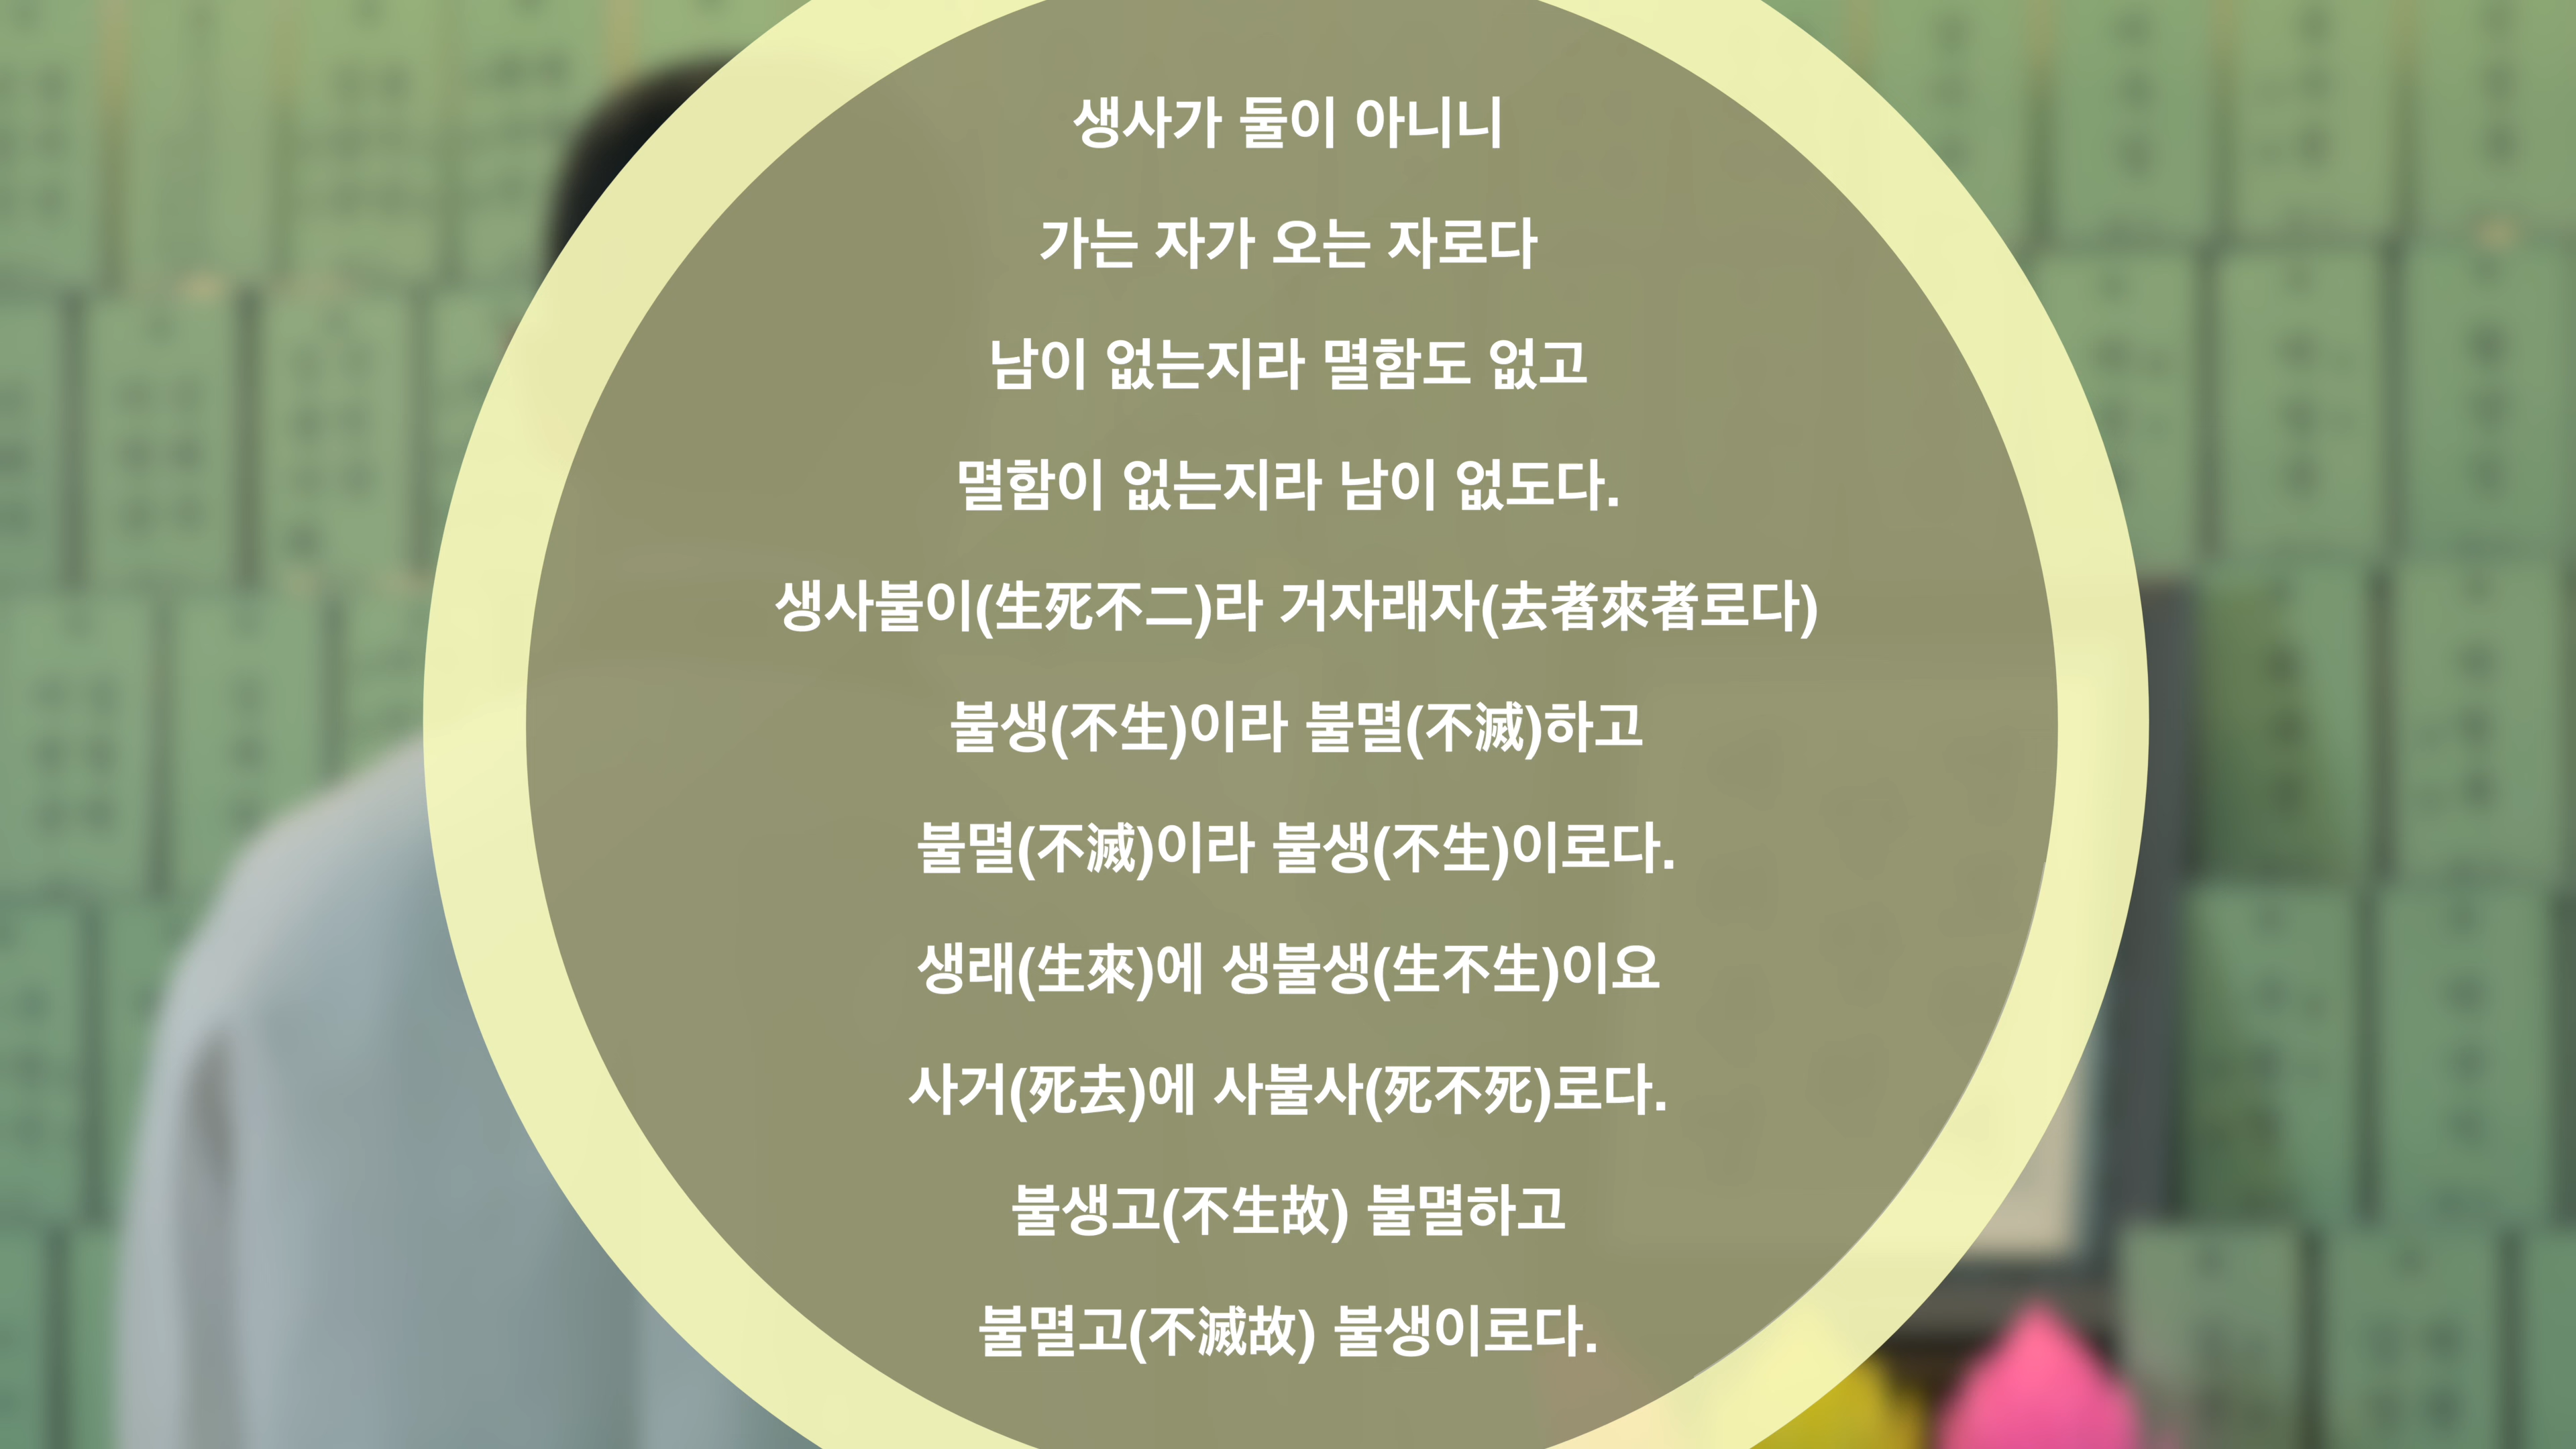 생사가 둘이 아니니
가는 자가 오는 자로다
남이 없는지라 멸함도 없고
멸함이 없는지라 남이 없도다.
생사불이(生死不二)라 거자래자(去者來者로다)
불생(不生)이라 불멸(不滅)하고
불멸(不滅)이라 불생(不生)이로다.
생래(生來)에 생불생(生不生)이요
사거(死去)에 사불사(死不死)로다.
불생고(不生故) 불멸하고
불멸고(不滅故) 불생이로다.